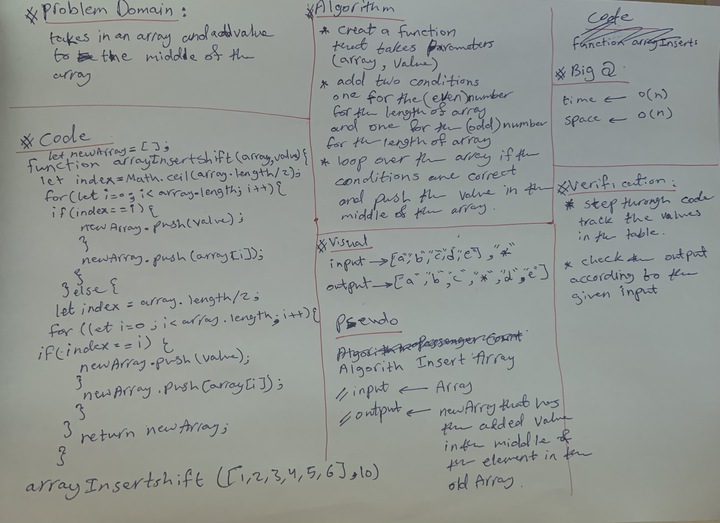 * Problem Domain:
takes in an array and add value
to the middle of the
array
* Code
let newArray = [];
function arrayInsertshift (array, value) {
let index = Math.ceil(array.length/2);
for (let i=0; i< array.length; i++) {
if (index == i) {
newArray.push(value);
}
newArray.push (array[i]);
}
} else {
let index = array.length/2;
for ((let i=0; i< array.length; i++) {
if (index == i) {
newArray.push(value);
}
newArray.push (array[i]);
}
}
return newArray;
}
arrayInsertshift ([1,2,3,4,5,6], 10)
* Algorithm
* creat a function
that takes Parameters
(array, value)
* add two conditions
one for the (even) number
for the length of array
and one for the (odd) number
for the length of array
* loop over the array if the
conditions are correct
and push the value in the
middle of the array.
* Visual
input → ["a","b","c","d","e"], "*"
output → ["a","b","c","*","d","e"]
Pseudo
Algorithm Passenger Count
Algorith Insert Array
// input ← Array
// output ← newArray that has
the added value
in the middle of
the element in the
old Array.
Code
function arrayInserts
* Big O
time ← O(n)
space ← O(n)
* Verification:
* step through code
track the values
in the table.
* check the output
according to the
given input